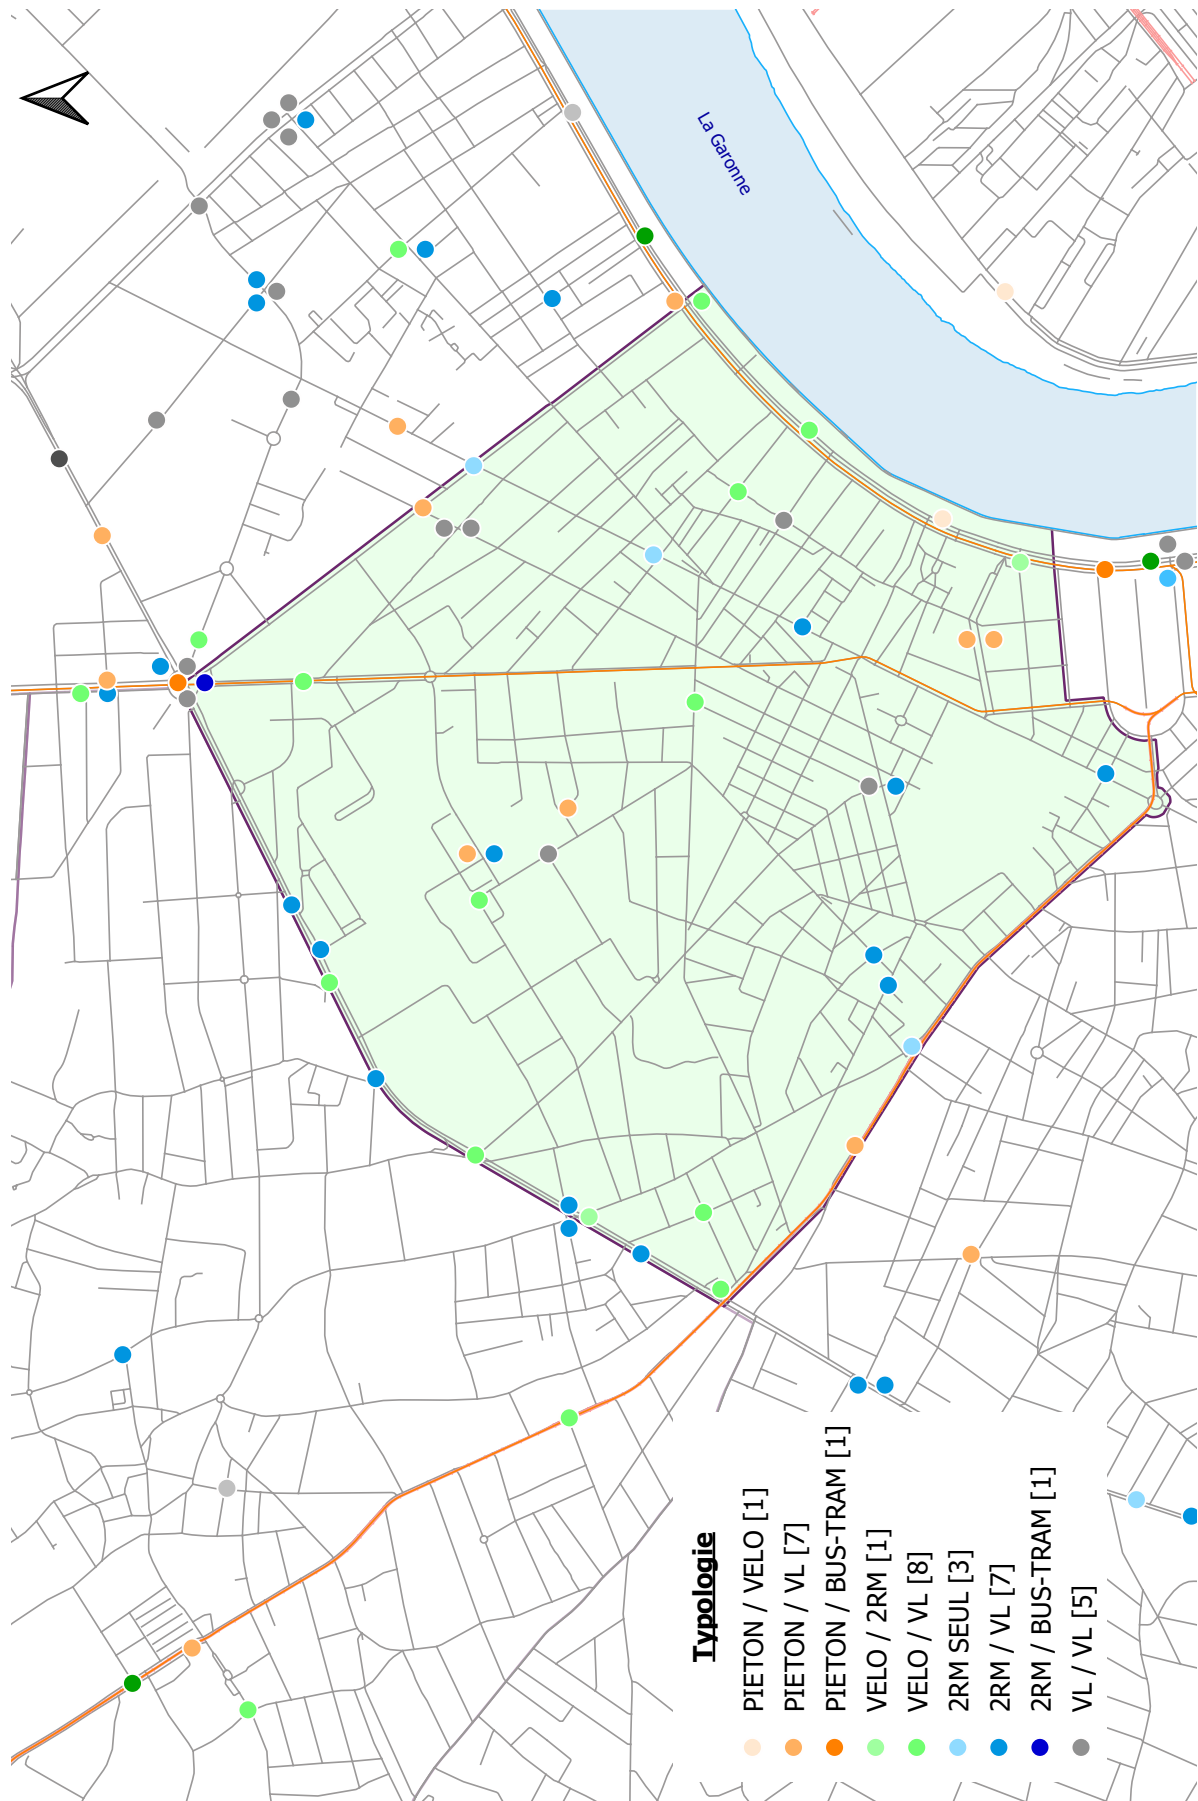 La Garonne
Typologie
PIETON / VELO [1]
PIETON / VL [7]
PIETON / BUS-TRAM [1]
VELO / 2RM [1]
VELO / VL [8]
2RM SEUL [3]
2RM / VL [7]
2RM / BUS-TRAM [1]
VL / VL [5]